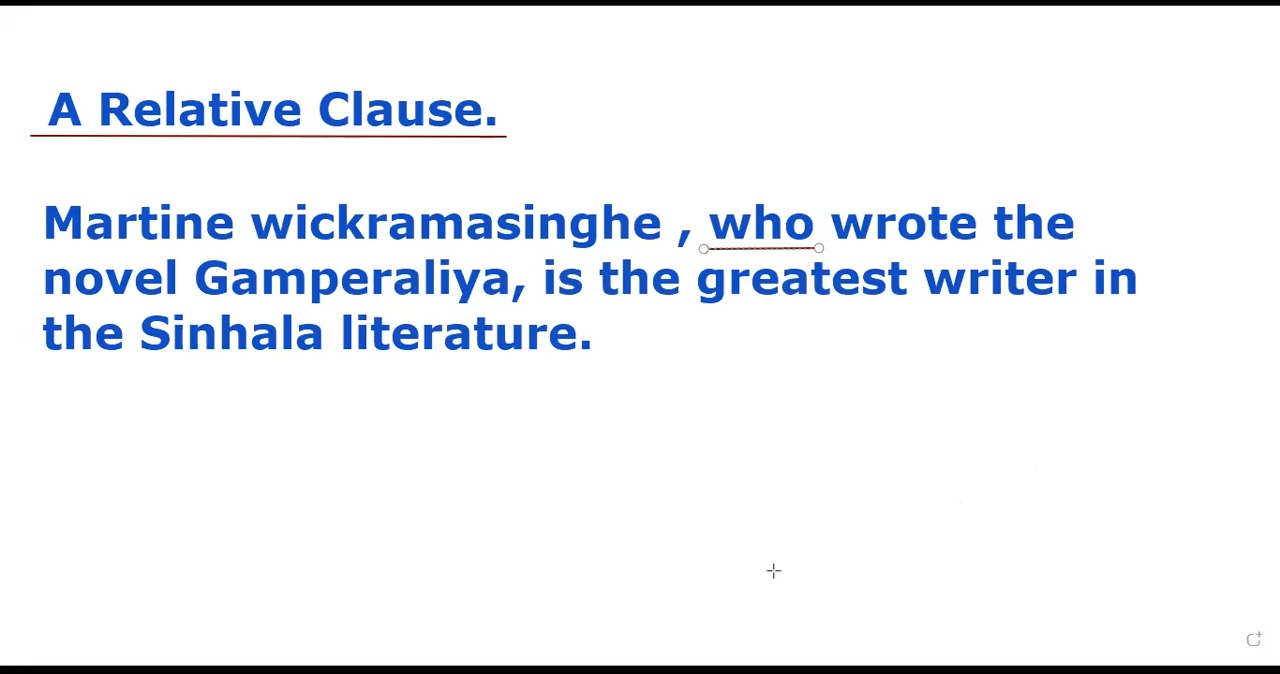 A Relative Clause.
Martine wickramasinghe , who wrote the
novel Gamperaliya, is the greatest writer in
the Sinhala literature.